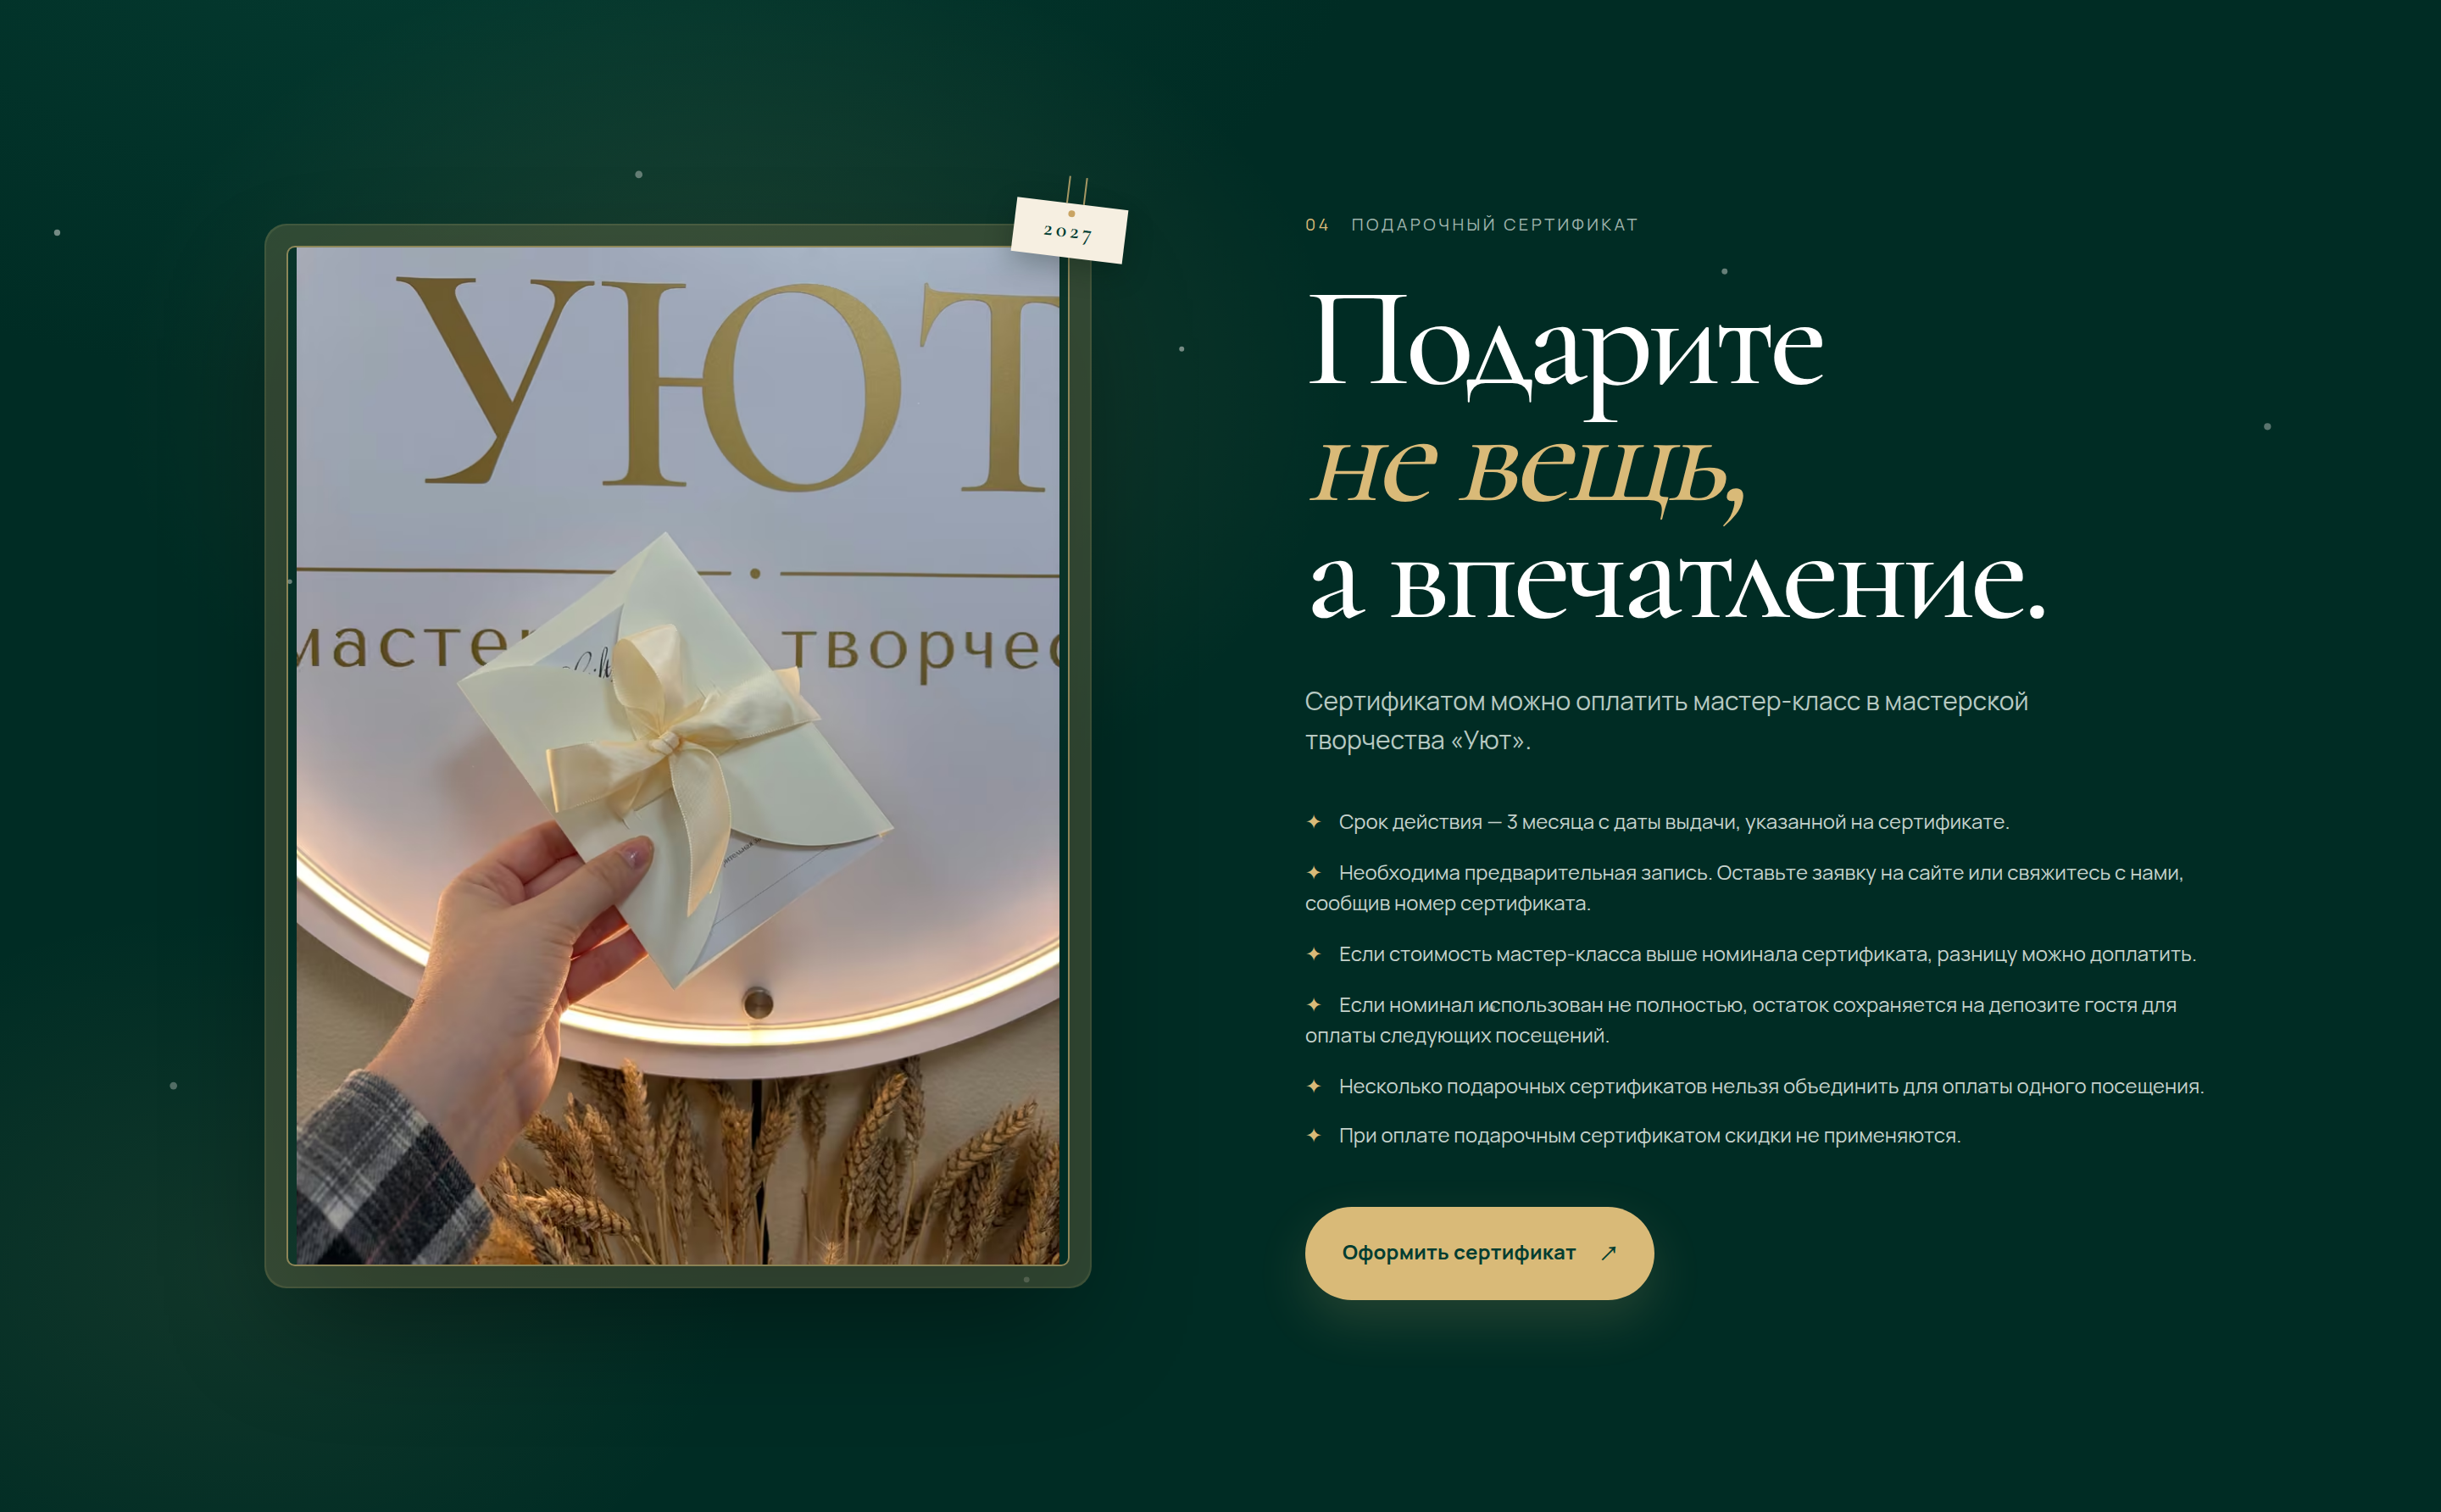 2027
УЮТ
мастер творчес
04 ПОДАРОЧНЫЙ СЕРТИФИКАТ
Подарите
не вещь,
а впечатление.
Сертификатом можно оплатить мастер-класс в мастерской
творчества «Уют».
✦ Срок действия — 3 месяца с даты выдачи, указанной на сертификате.
✦ Необходима предварительная запись. Оставьте заявку на сайте или свяжитесь с нами,
сообщив номер сертификата.
✦ Если стоимость мастер-класса выше номинала сертификата, разницу можно доплатить.
✦ Если номинал использован не полностью, остаток сохраняется на депозите гостя для
оплаты следующих посещений.
✦ Несколько подарочных сертификатов нельзя объединить для оплаты одного посещения.
✦ При оплате подарочным сертификатом скидки не применяются.
Оформить сертификат ↗